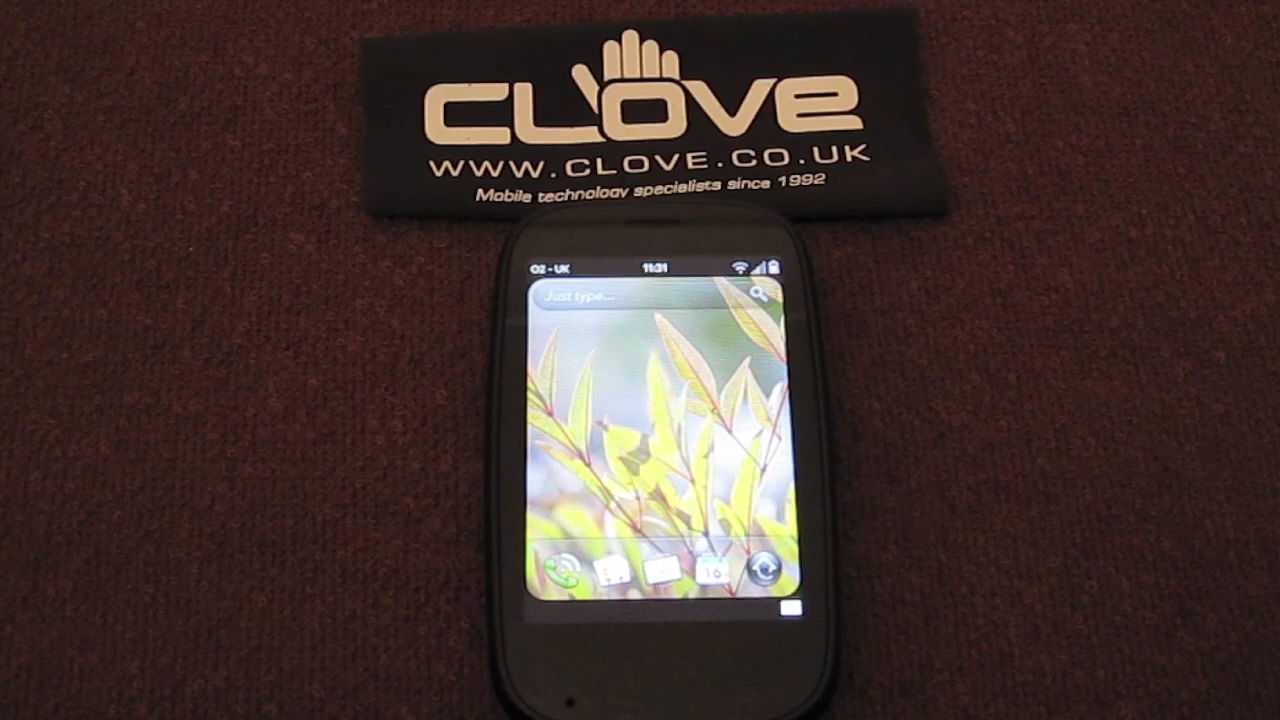 CLOVE
WWW.CLOVE.CO.UK
Mobile technology specialists since 1992
O2 - UK 11:31
Just type...
16